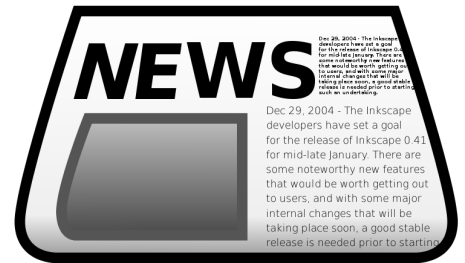 NEWS
Dec 29, 2004 - The Inkscape
developers have set a goal
for the release of Inkscape 0.4
for mid-late January. There are
some noteworthy new features
that would be worth getting out
to users, and with some major
internal changes that will be
taking place soon, a good stable
release is needed prior to starting
such an undertaking.
Dec 29, 2004 - The Inkscape
developers have set a goal
for the release of Inkscape 0.41
for mid-late January. There are
some noteworthy new features
that would be worth getting out
to users, and with some major
internal changes that will be
taking place soon, a good stable
release is needed prior to starting